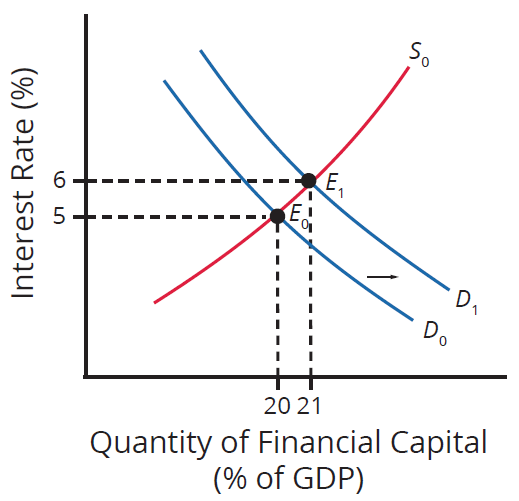 Interest Rate (%)
S₀
6
E₁
5
E₀
D₁
D₀
20 21
Quantity of Financial Capital
(% of GDP)